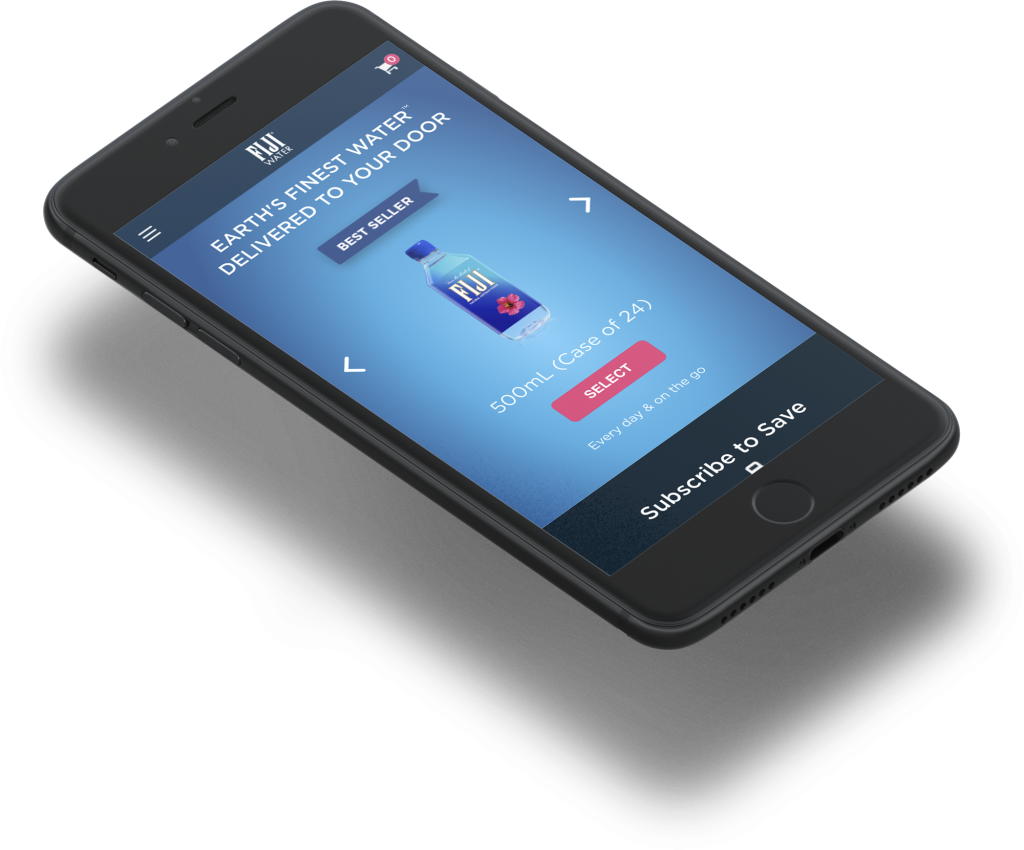 0
FIJI
WATER
EARTH'S FINEST WATER™
DELIVERED TO YOUR DOOR
BEST SELLER
FIJI
500mL (Case of 24)
SELECT
Every day & on the go
Subscribe to Save